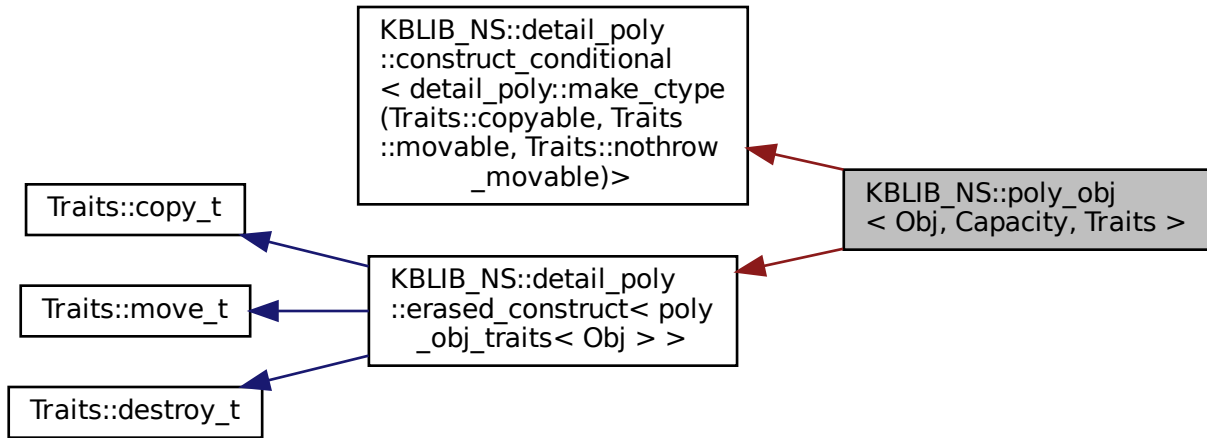 KBLIB_NS::detail_poly
::construct_conditional
< detail_poly::make_ctype
(Traits::copyable, Traits
::movable, Traits::nothrow
_movable)>
Traits::copy_t
KBLIB_NS::poly_obj
< Obj, Capacity, Traits >
KBLIB_NS::detail_poly
::erased_construct< poly
_obj_traits< Obj > >
Traits::move_t
Traits::destroy_t